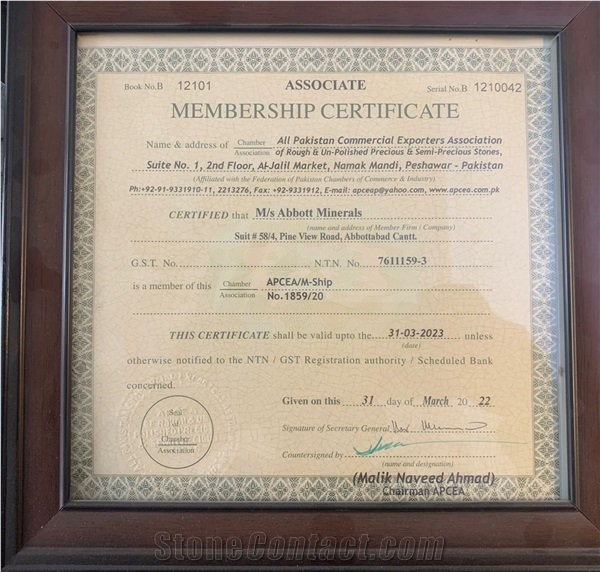 Book No.B 12101 ASSOCIATE Serial No.B 1210042
MEMBERSHIP CERTIFICATE
Name & address of Chamber Association All Pakistan Commercial Exporters Association
of Rough & Un-Polished Precious & Semi-Precious Stones,
Suite No. 1, 2nd Floor, Al-Jalil Market, Namak Mandi, Peshawar - Pakistan
(Affiliated with the Federation of Pakistan Chambers of Commerce & Industry)
Ph:+92-91-9331910-11, 2213276, Fax: +92-9331912, E-mail: apceap@yahoo.com, www.apcea.com.pk
CERTIFIED that M/s Abbott Minerals
(name and address of Member Firm / Company)
Suit # 58/4, Pine View Road, Abbottabad Cantt.
G.S.T. No. N.T.N. No. 7611159-3
is a member of this Chamber APCEA/M-Ship
Association No.1859/20
THIS CERTIFICATE shall be valid upto the 31-03-2023 unless
(date)
otherwise notified to the NTN / GST Registration authority / Scheduled Bank
concerned.
Given on this 31 day of March 20 22
Seal
of
Chamber
Association
Signature of Secretary General
Countersigned by
(name and designation)
(Malik Naveed Ahmad)
Chairman APCEA
StoneContact.com